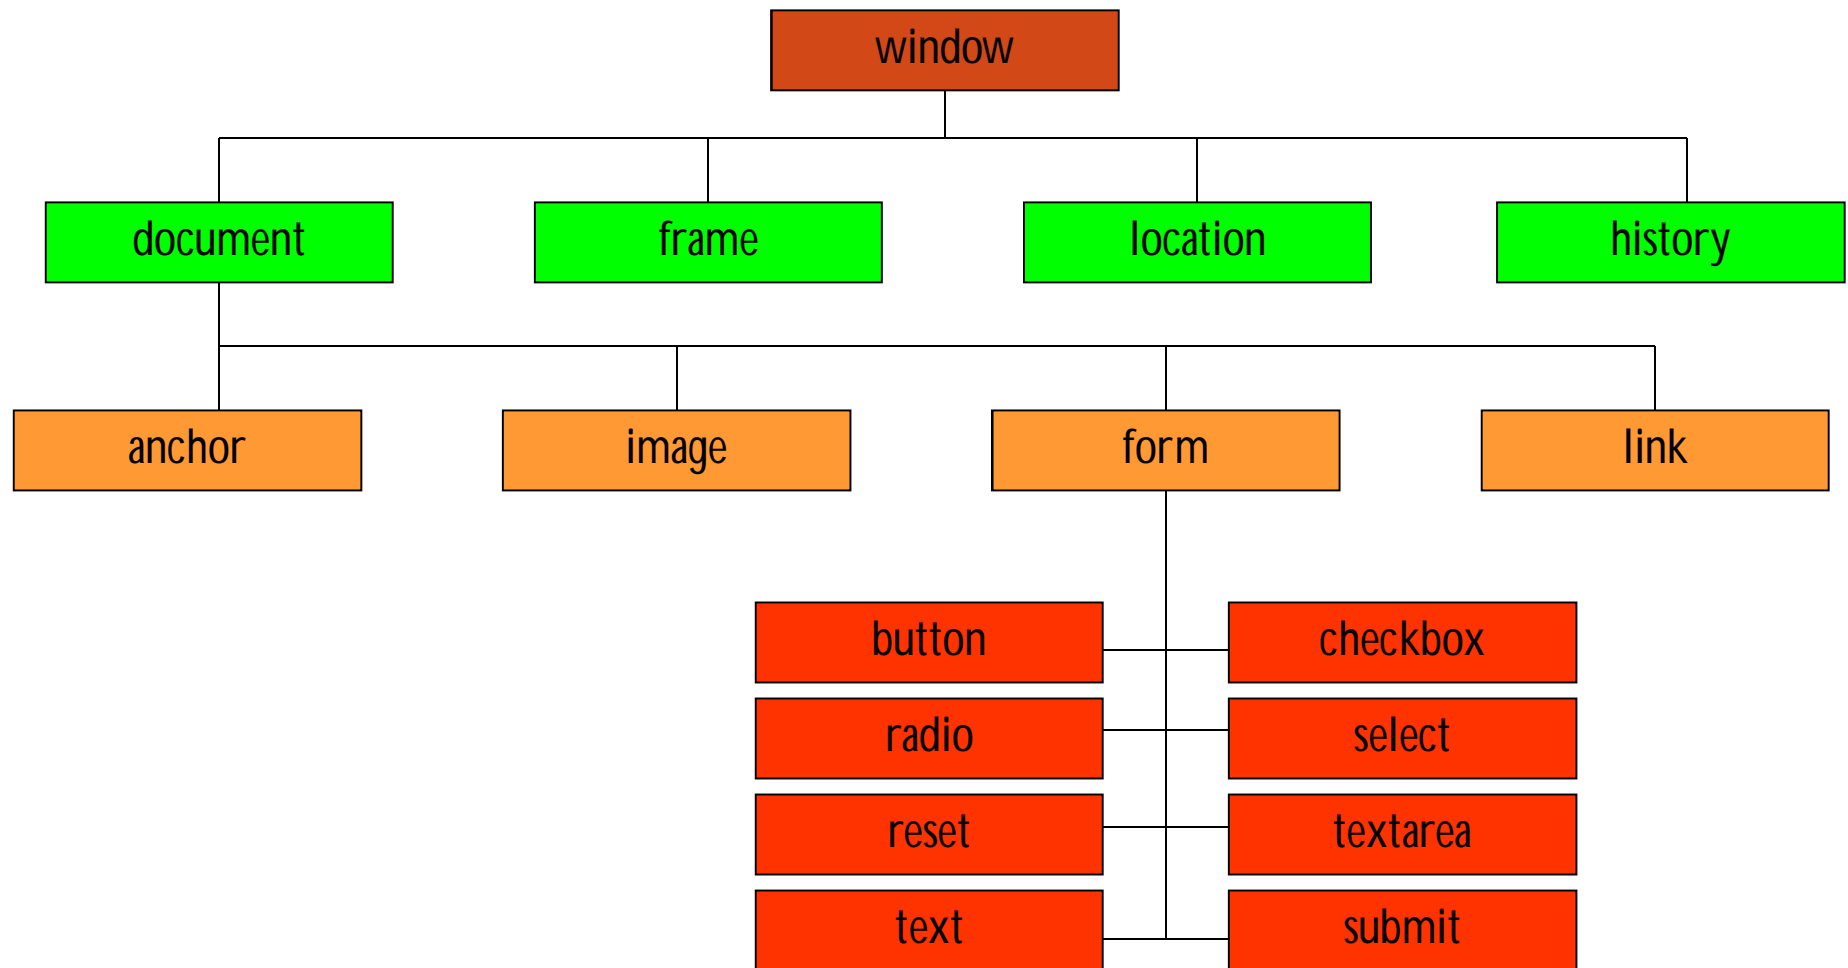 window
document
frame
location
history
anchor
image
form
link
button
checkbox
radio
select
reset
textarea
text
submit